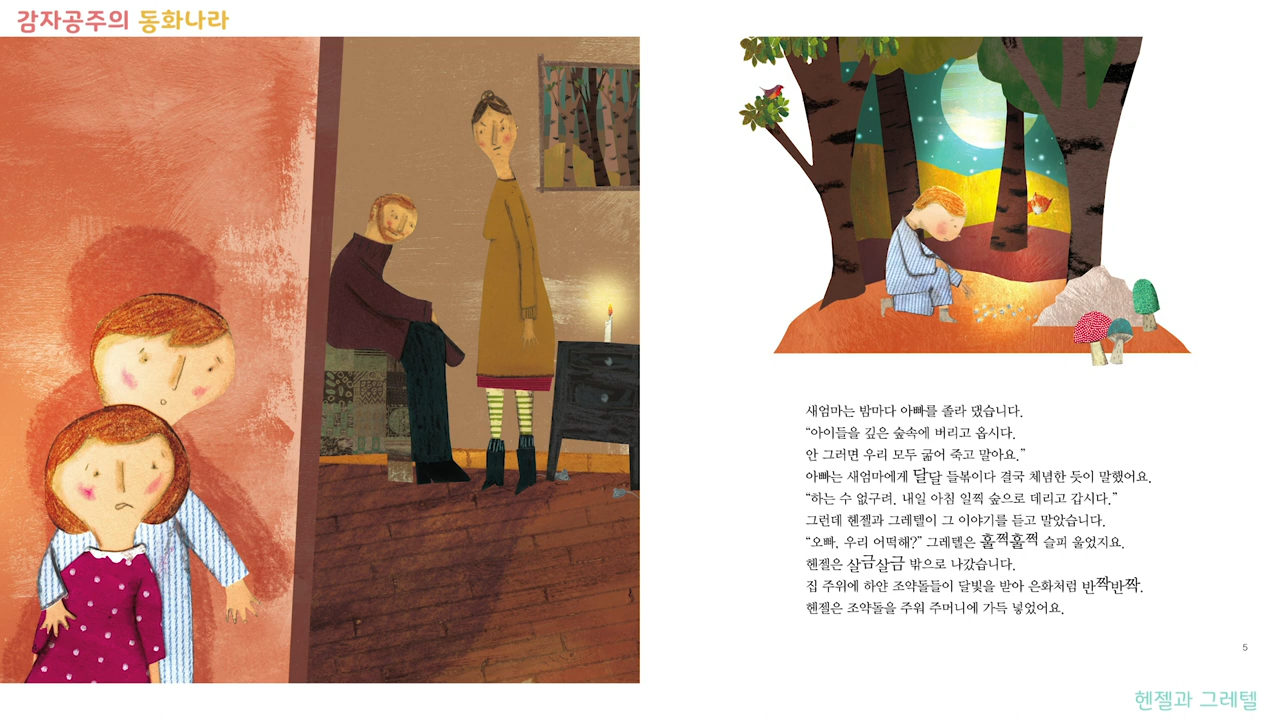 감자공주의 동화나라
새엄마는 밤마다 아빠를 졸라 댔습니다.
“아이들을 깊은 숲속에 버리고 옵시다.
안 그러면 우리 모두 굶어 죽고 말아요.”
아빠는 새엄마에게 달달 들볶이다 결국 체념한 듯이 말했어요.
“하는 수 없구려. 내일 아침 일찍 숲으로 데리고 갑시다.”
그런데 헨젤과 그레텔이 그 이야기를 듣고 말았습니다.
“오빠, 우리 어떡해?” 그레텔은 훌쩍훌쩍 슬피 울었지요.
헨젤은 살금살금 밖으로 나갔습니다.
집 주위에 하얀 조약돌들이 달빛을 받아 은화처럼 반짝반짝.
헨젤은 조약돌을 주워 주머니에 가득 넣었어요.
5
헨젤과 그레텔